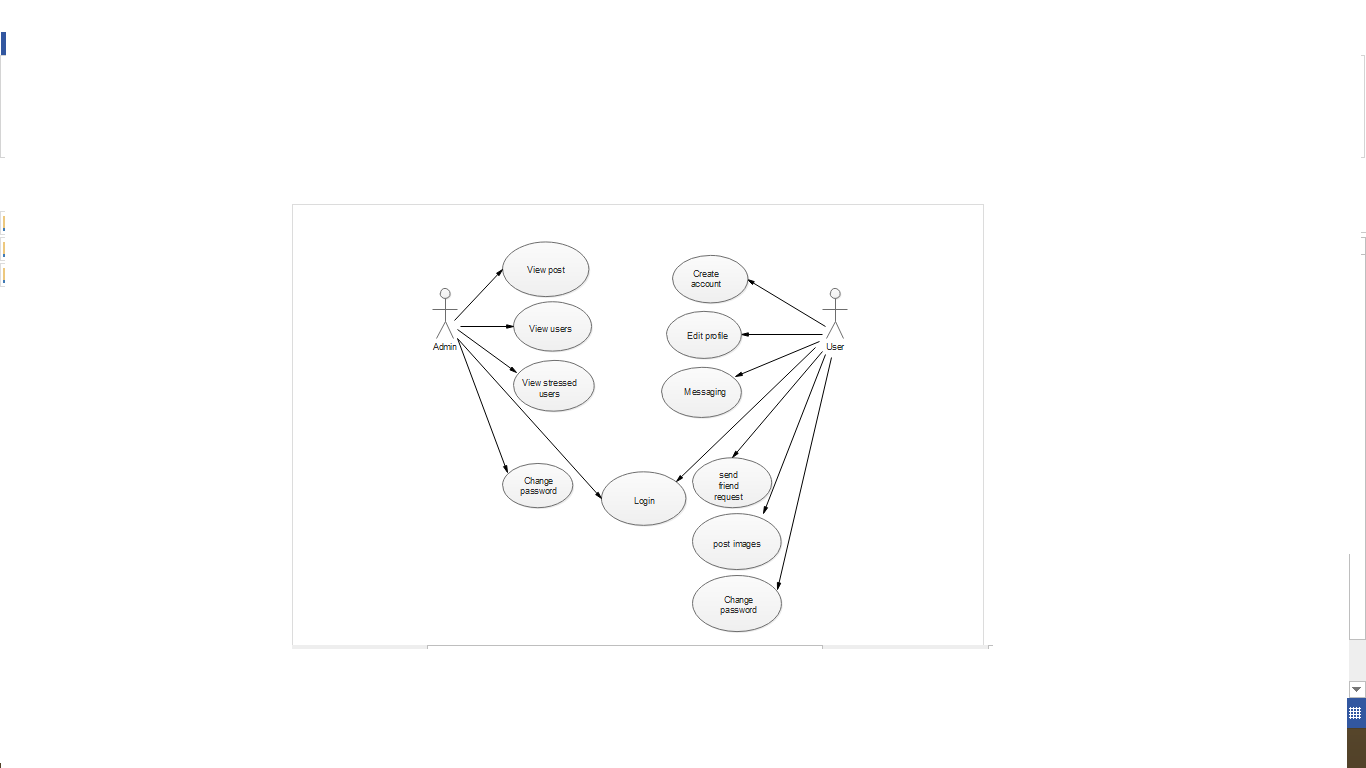 View post
Create
account
View users
Edit profile
Admin
User
View stressed
users
Messaging
Change
password
Login
send
friend
request
post images
Change
password